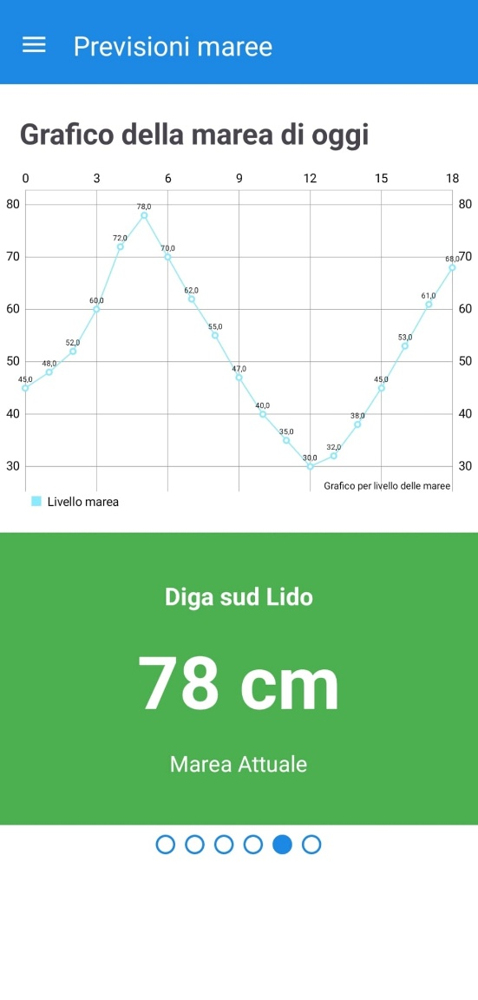 Previsioni maree
Grafico della marea di oggi
0 3 6 9 12 15 18
80 78,0 80
72,0
70 70,0 68,0 70
62,0 61,0
60 60,0 60
55,0 53,0
52,0
50 48,0 50
45,0 47,0 45,0
40 40,0 38,0 40
35,0 32,0
30 30,0 30
Grafico per livello delle maree
Livello marea
Diga sud Lido
78 cm
Marea Attuale